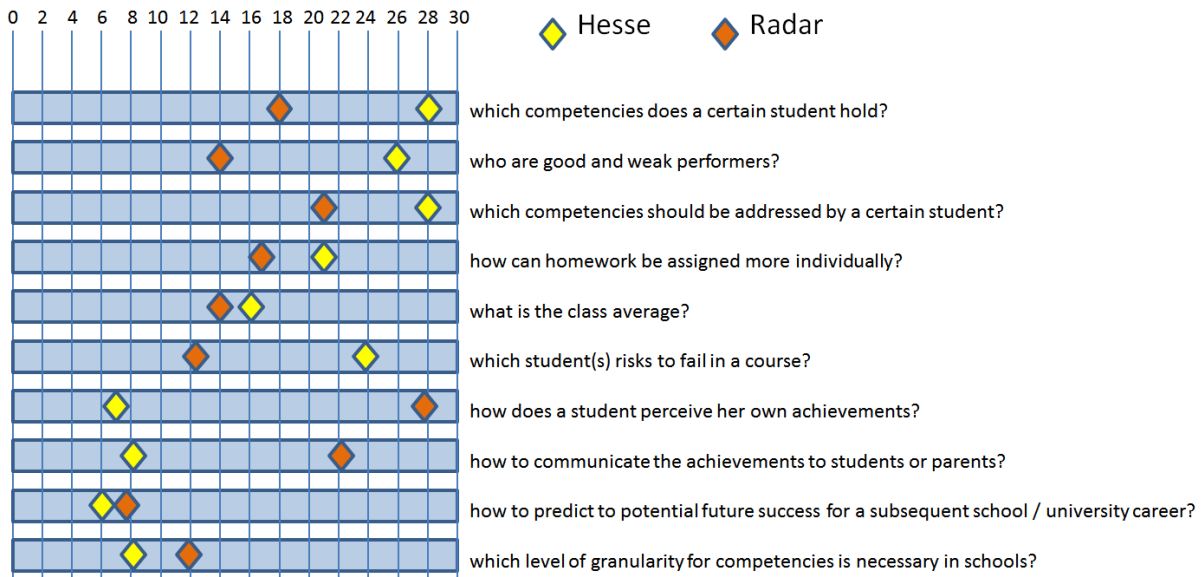 0 2 4 6 8 10 12 14 16 18 20 22 24 26 28 30
Hesse Radar
which competencies does a certain student hold?
who are good and weak performers?
which competencies should be addressed by a certain student?
how can homework be assigned more individually?
what is the class average?
which student(s) risks to fail in a course?
how does a student perceive her own achievements?
how to communicate the achievements to students or parents?
how to predict to potential future success for a subsequent school / university career?
which level of granularity for competencies is necessary in schools?